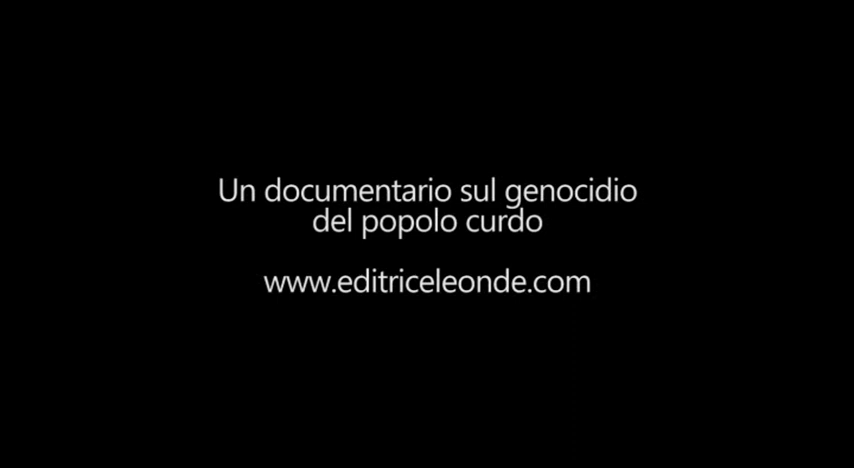 Un documentario sul genocidio
del popolo curdo
www.editriceleonde.com